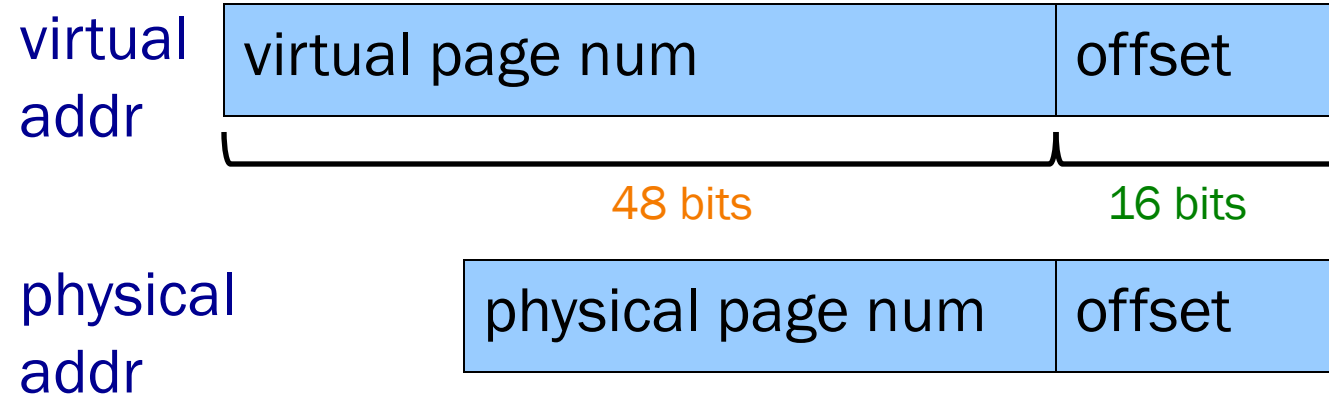 virtual
addr
virtual page num
offset
48 bits
16 bits
physical
addr
physical page num
offset